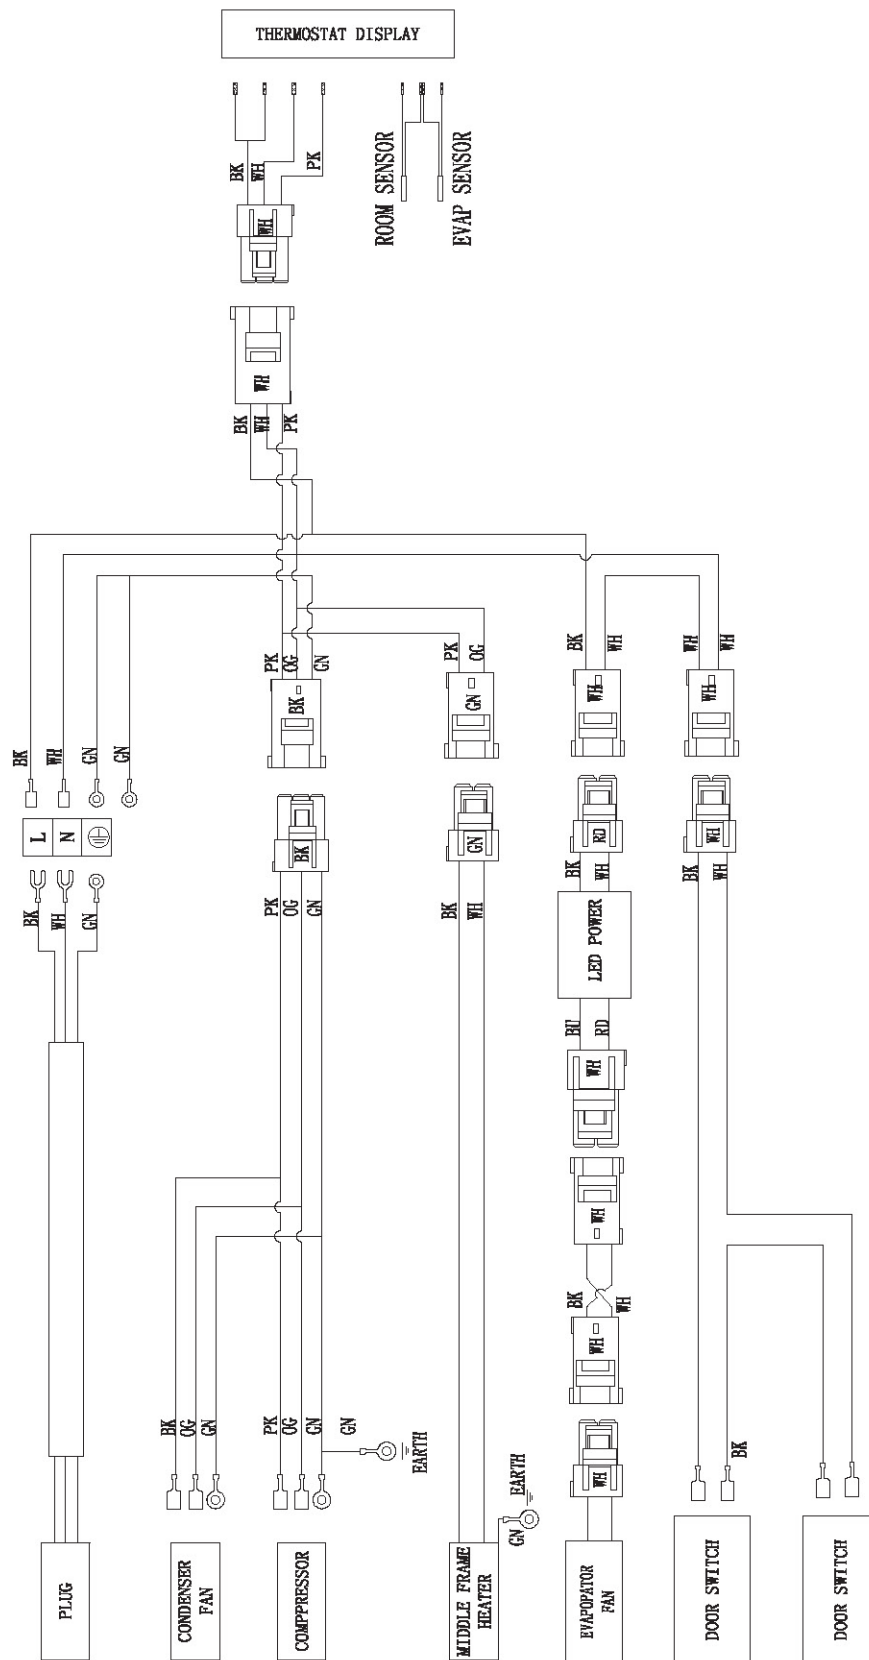 THERMOSTAT DISPLAY
BK
WH
PK
ROOM SENSOR
EVAP SENSOR
WH
WH
BK
WH
PK
BK
WH
GN
GN
PK
OG
GN
PK
OG
BK
WH
WH
WH
BK
GN
WH
WH
L
N
BK
GN
RD
WH
BK
WH
GN
PK
OG
GN
BK
WH
BK
WH
BK
WH
LED POWER
BU
RD
WH
WH
BK
WH
WH
BK
OG
GN
PK
OG
GN
GN
EARTH
GN
EARTH
WH
BK
PLUG
CONDENSER
FAN
COMPPRESSOR
MIDDLE FRAME
HEATER
EVAPOPATOR
FAN
DOOR SWITCH
DOOR SWITCH